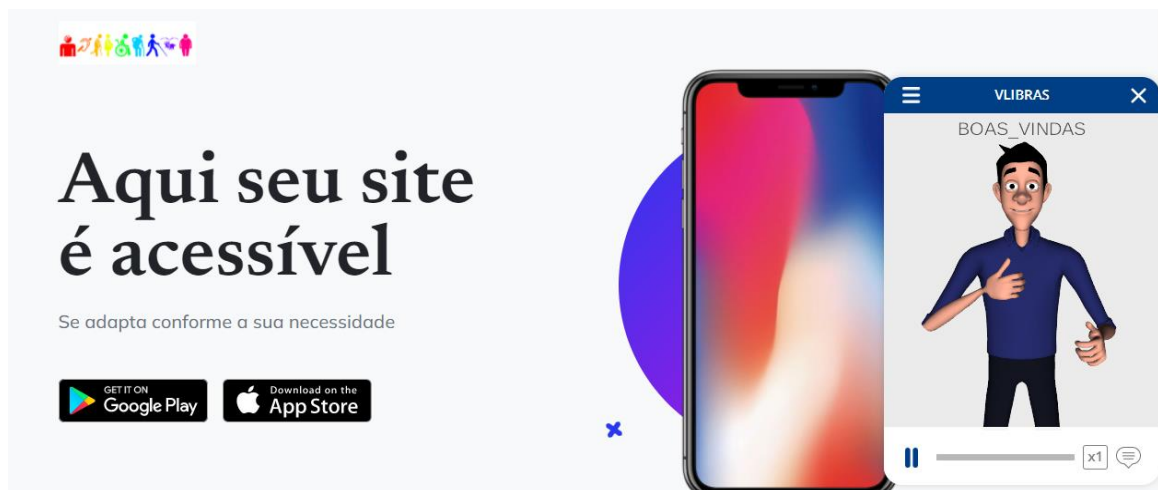 Aqui seu site
é acessível
Se adapta conforme a sua necessidade
GET IT ON
Google Play
Download on the
App Store
VLIBRAS
BOAS_VINDAS
x1